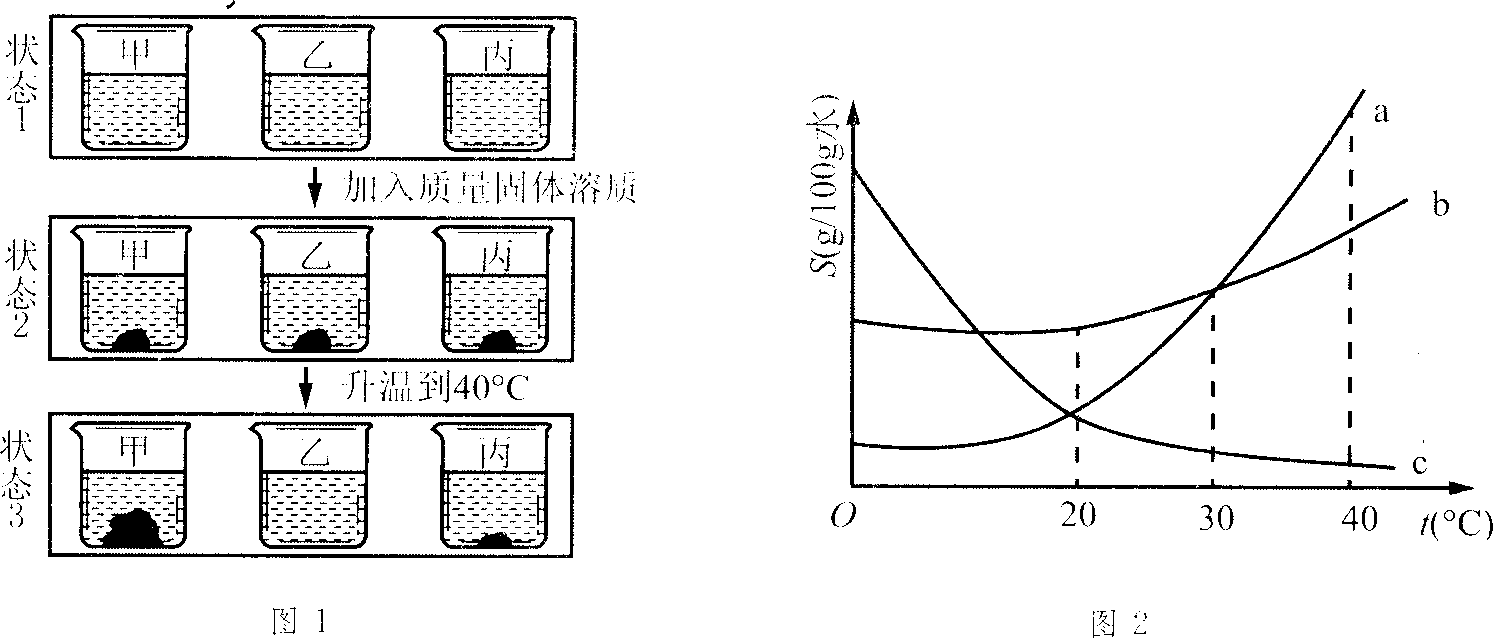 状态1
甲 乙 丙
加入质量固体溶质
状态2
甲 乙 丙
升温到40°C
状态3
甲 乙 丙
图 1
S(g/100g水)
a
b
c
O 20 30 40 t(°C)
图 2